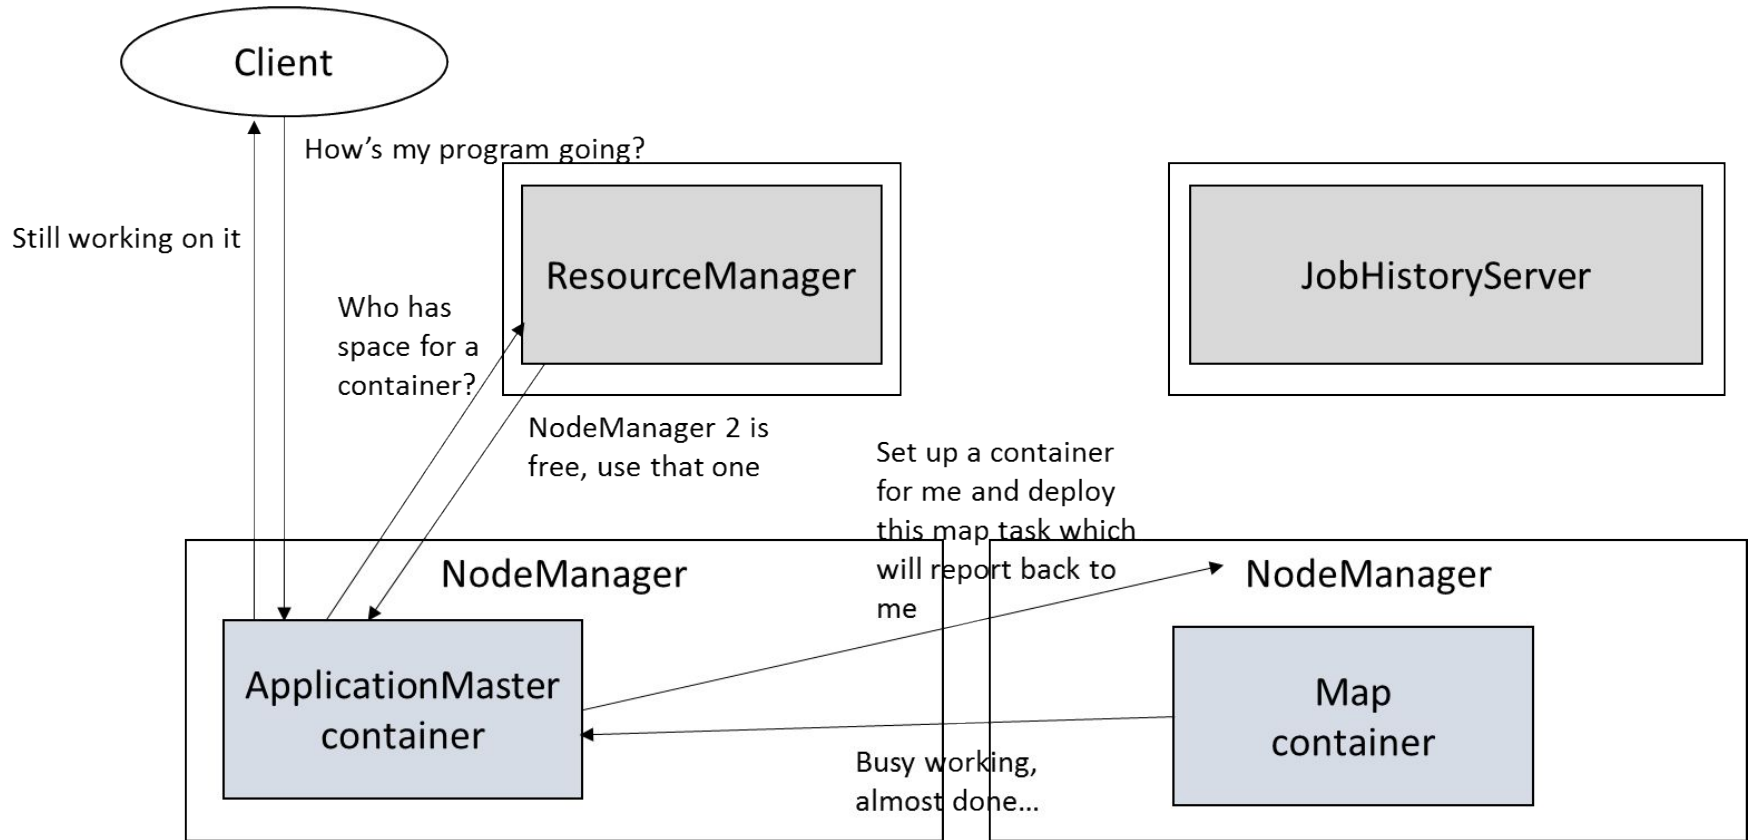 Client
How’s my program going?
Still working on it
ResourceManager
JobHistoryServer
Who has
space for a
container?
NodeManager 2 is
free, use that one
Set up a container
for me and deploy
this map task which
will report back to
me
NodeManager
NodeManager
ApplicationMaster
container
Map
container
Busy working,
almost done…